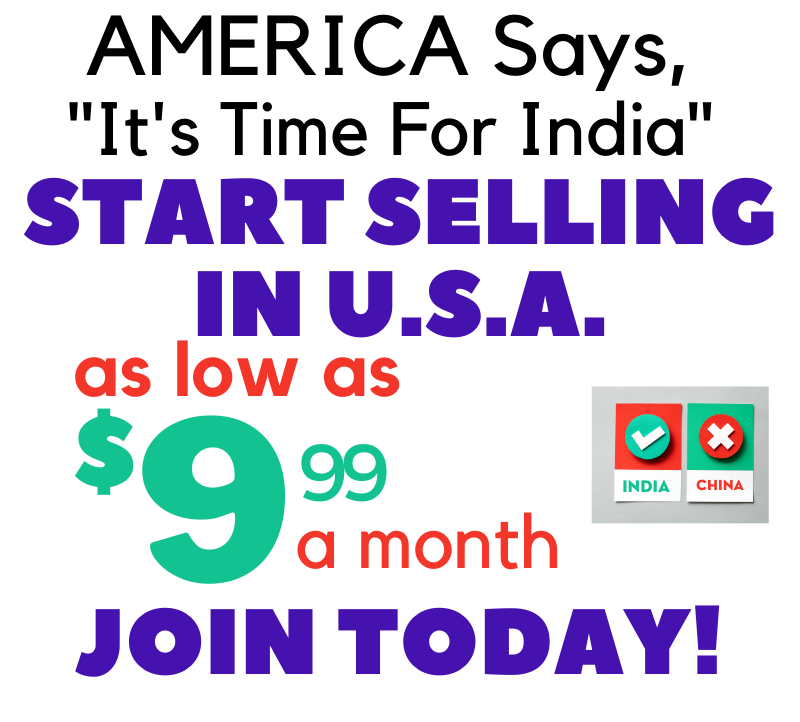 AMERICA Says,
"It's Time For India"
START SELLING
IN U.S.A.
as low as
$9 99
a month
INDIA CHINA
JOIN TODAY!